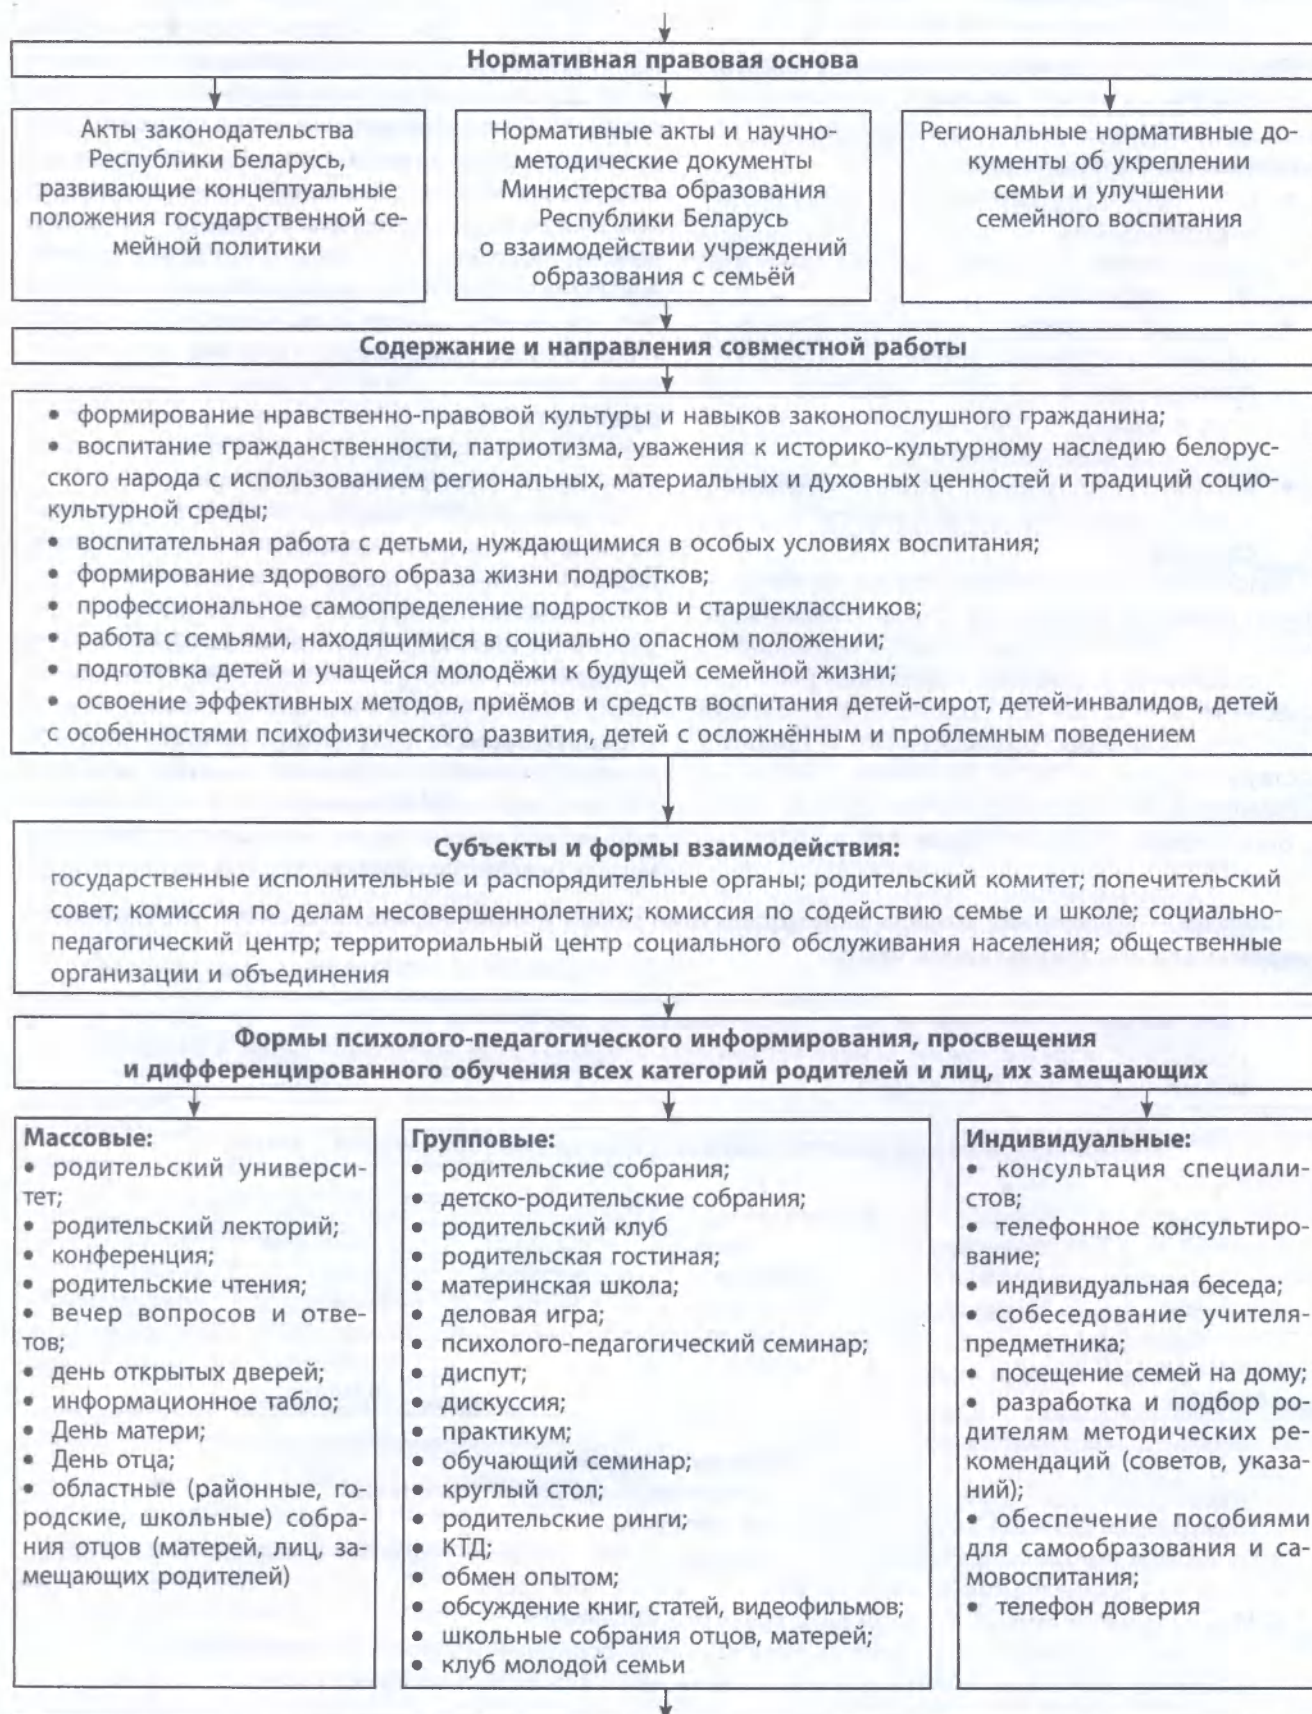 Нормативная правовая основа
Акты законодательства
Республики Беларусь,
развивающие концептуальные
положения государственной се-
мейной политики
Нормативные акты и научно-
методические документы
Министерства образования
Республики Беларусь
о взаимодействии учреждений
образования с семьёй
Региональные нормативные до-
кументы об укреплении
семьи и улучшении
семейного воспитания
Содержание и направления совместной работы
• формирование нравственно-правовой культуры и навыков законопослушного гражданина;
• воспитание гражданственности, патриотизма, уважения к историко-культурному наследию белорус-
ского народа с использованием региональных, материальных и духовных ценностей и традиций социо-
культурной среды;
• воспитательная работа с детьми, нуждающимися в особых условиях воспитания;
• формирование здорового образа жизни подростков;
• профессиональное самоопределение подростков и старшеклассников;
• работа с семьями, находящимися в социально опасном положении;
• подготовка детей и учащейся молодёжи к будущей семейной жизни;
• освоение эффективных методов, приёмов и средств воспитания детей-сирот, детей-инвалидов, детей
с особенностями психофизического развития, детей с осложнённым и проблемным поведением
Субъекты и формы взаимодействия:
государственные исполнительные и распорядительные органы; родительский комитет; попечительский
совет; комиссия по делам несовершеннолетних; комиссия по содействию семье и школе; социально-
педагогический центр; территориальный центр социального обслуживания населения; общественные
организации и объединения
Формы психолого-педагогического информирования, просвещения
и дифференцированного обучения всех категорий родителей и лиц, их замещающих
Массовые:
• родительский универси-
тет;
• родительский лекторий;
• конференция;
• родительские чтения;
• вечер вопросов и отве-
тов;
• день открытых дверей;
• информационное табло;
• День матери;
• День отца;
• областные (районные, го-
родские, школьные) собра-
ния отцов (матерей, лиц, за-
мещающих родителей)
Групповые:
• родительские собрания;
• детско-родительские собрания;
• родительский клуб
• родительская гостиная;
• материнская школа;
• деловая игра;
• психолого-педагогический семинар;
• диспут;
• дискуссия;
• практикум;
• обучающий семинар;
• круглый стол;
• родительские ринги;
• КТД;
• обмен опытом;
• обсуждение книг, статей, видеофильмов;
• школьные собрания отцов, матерей;
• клуб молодой семьи
Индивидуальные:
• консультация специали-
стов;
• телефонное консультиро-
вание;
• индивидуальная беседа;
• собеседование учителя-
предметника;
• посещение семей на дому;
• разработка и подбор ро-
дителям методических ре-
комендаций (советов, указа-
ний);
• обеспечение пособиями
для самообразования и са-
мовоспитания;
• телефон доверия